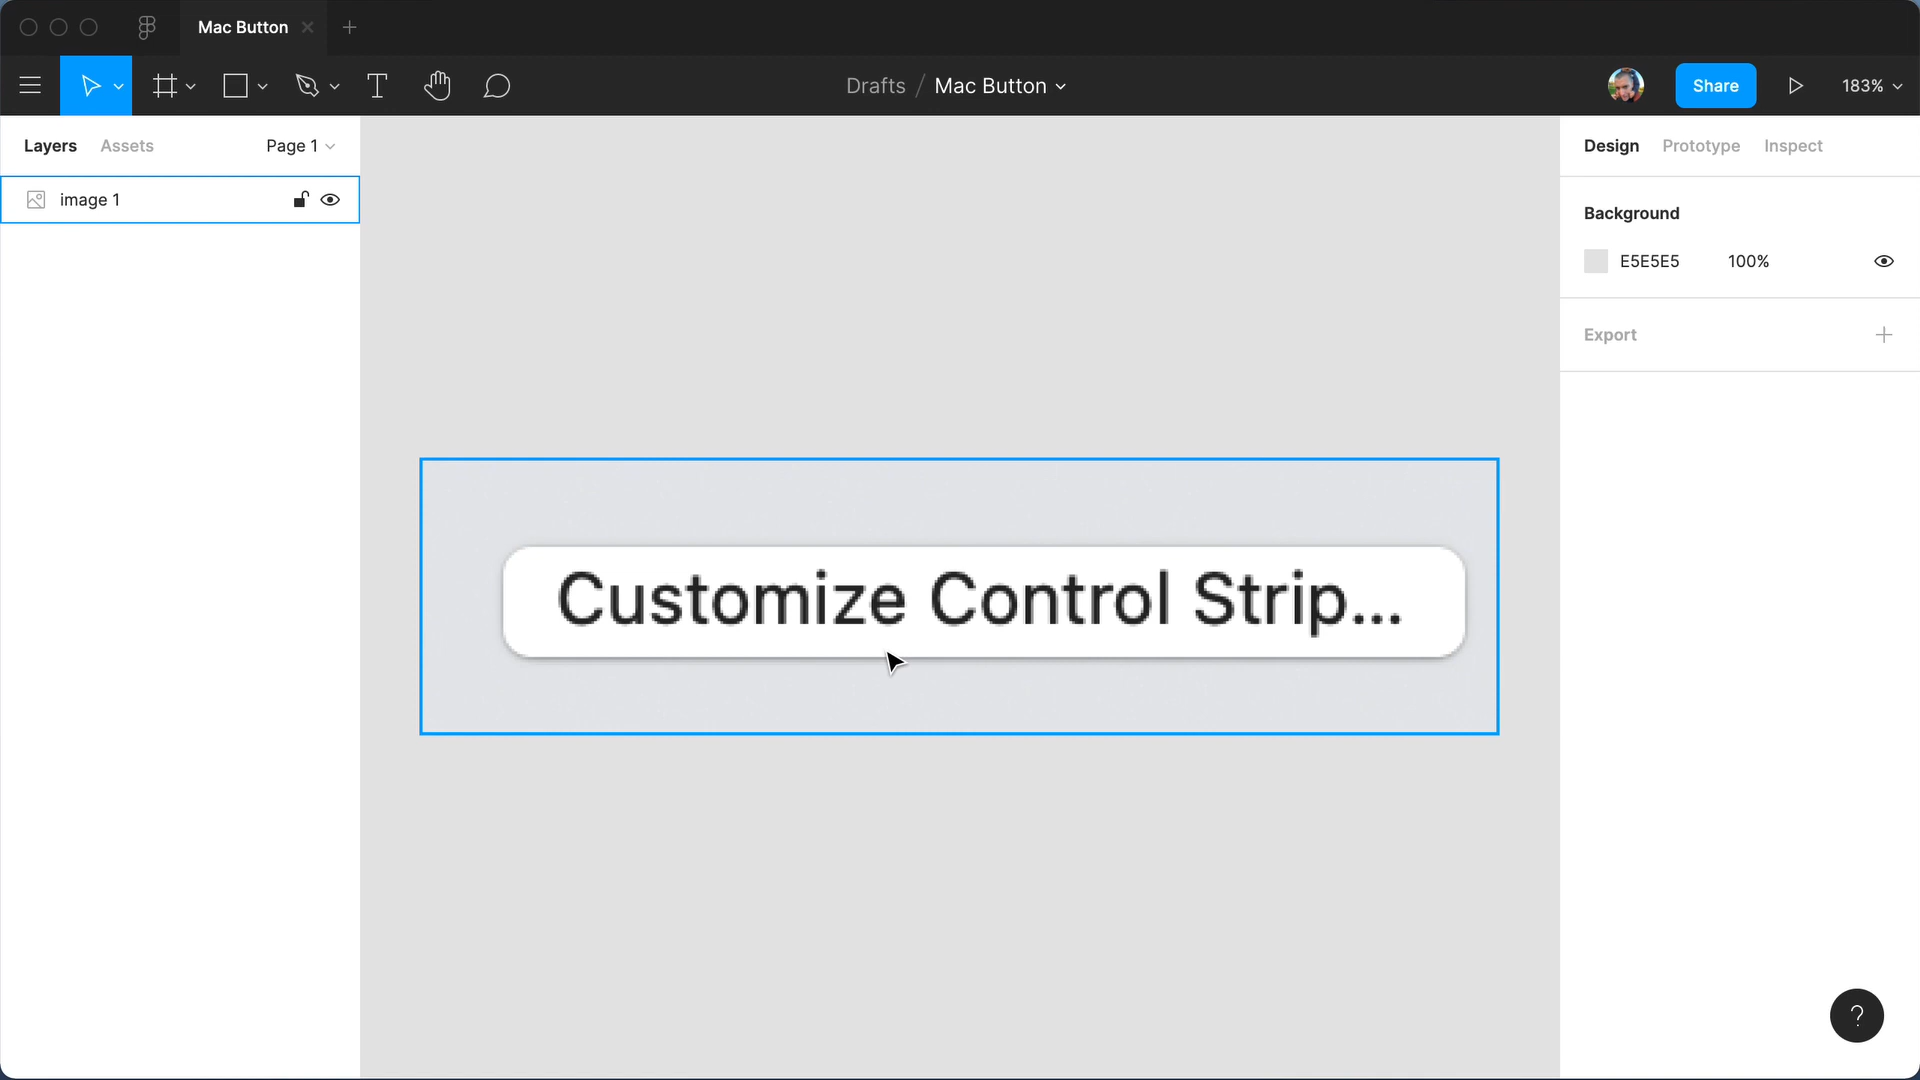 Mac Button
Drafts / Mac Button
Share
183%
Layers Assets Page 1
image 1
Customize Control Strip...
Design Prototype Inspect
Background
E5E5E5 100%
Export
?